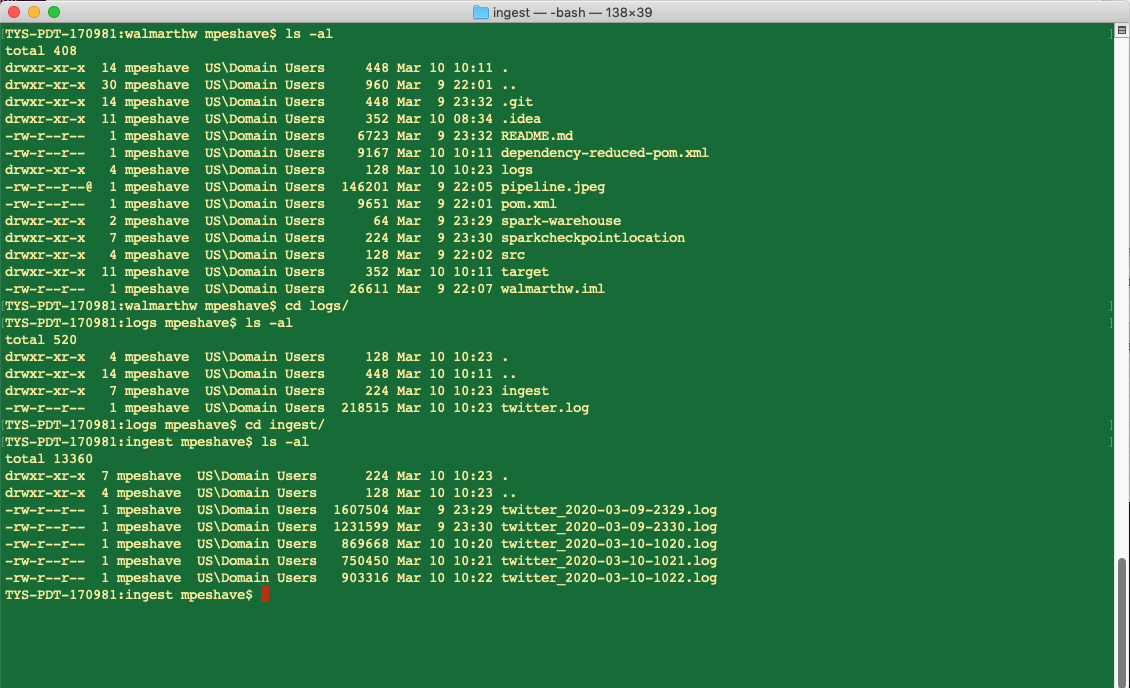 ingest — -bash — 138×39
[TYS-PDT-170981:walmarthw mpeshave$ ls -al ]
total 408
drwxr-xr-x  14 mpeshave  US\Domain Users     448 Mar 10 10:11 .
drwxr-xr-x  30 mpeshave  US\Domain Users     960 Mar  9 22:01 ..
drwxr-xr-x  14 mpeshave  US\Domain Users     448 Mar  9 23:32 .git
drwxr-xr-x  11 mpeshave  US\Domain Users     352 Mar 10 08:34 .idea
-rw-r--r--   1 mpeshave  US\Domain Users    6723 Mar  9 23:32 README.md
-rw-r--r--   1 mpeshave  US\Domain Users    9167 Mar 10 10:11 dependency-reduced-pom.xml
drwxr-xr-x   4 mpeshave  US\Domain Users     128 Mar 10 10:23 logs
-rw-r--r--@  1 mpeshave  US\Domain Users  146201 Mar  9 22:05 pipeline.jpeg
-rw-r--r--   1 mpeshave  US\Domain Users    9651 Mar  9 22:01 pom.xml
drwxr-xr-x   2 mpeshave  US\Domain Users      64 Mar  9 23:29 spark-warehouse
drwxr-xr-x   7 mpeshave  US\Domain Users     224 Mar  9 23:30 sparkcheckpointlocation
drwxr-xr-x   4 mpeshave  US\Domain Users     128 Mar  9 22:02 src
drwxr-xr-x  11 mpeshave  US\Domain Users     352 Mar 10 10:11 target
-rw-r--r--   1 mpeshave  US\Domain Users   26611 Mar  9 22:07 walmarthw.iml
[TYS-PDT-170981:walmarthw mpeshave$ cd logs/ ]
[TYS-PDT-170981:logs mpeshave$ ls -al ]
total 520
drwxr-xr-x   4 mpeshave  US\Domain Users     128 Mar 10 10:23 .
drwxr-xr-x  14 mpeshave  US\Domain Users     448 Mar 10 10:11 ..
drwxr-xr-x   7 mpeshave  US\Domain Users     224 Mar 10 10:23 ingest
-rw-r--r--   1 mpeshave  US\Domain Users  218515 Mar 10 10:23 twitter.log
[TYS-PDT-170981:logs mpeshave$ cd ingest/ ]
[TYS-PDT-170981:ingest mpeshave$ ls -al ]
total 13360
drwxr-xr-x  7 mpeshave  US\Domain Users      224 Mar 10 10:23 .
drwxr-xr-x  4 mpeshave  US\Domain Users      128 Mar 10 10:23 ..
-rw-r--r--  1 mpeshave  US\Domain Users  1607504 Mar  9 23:29 twitter_2020-03-09-2329.log
-rw-r--r--  1 mpeshave  US\Domain Users  1231599 Mar  9 23:30 twitter_2020-03-09-2330.log
-rw-r--r--  1 mpeshave  US\Domain Users   869668 Mar 10 10:20 twitter_2020-03-10-1020.log
-rw-r--r--  1 mpeshave  US\Domain Users   750450 Mar 10 10:21 twitter_2020-03-10-1021.log
-rw-r--r--  1 mpeshave  US\Domain Users   903316 Mar 10 10:22 twitter_2020-03-10-1022.log
TYS-PDT-170981:ingest mpeshave$